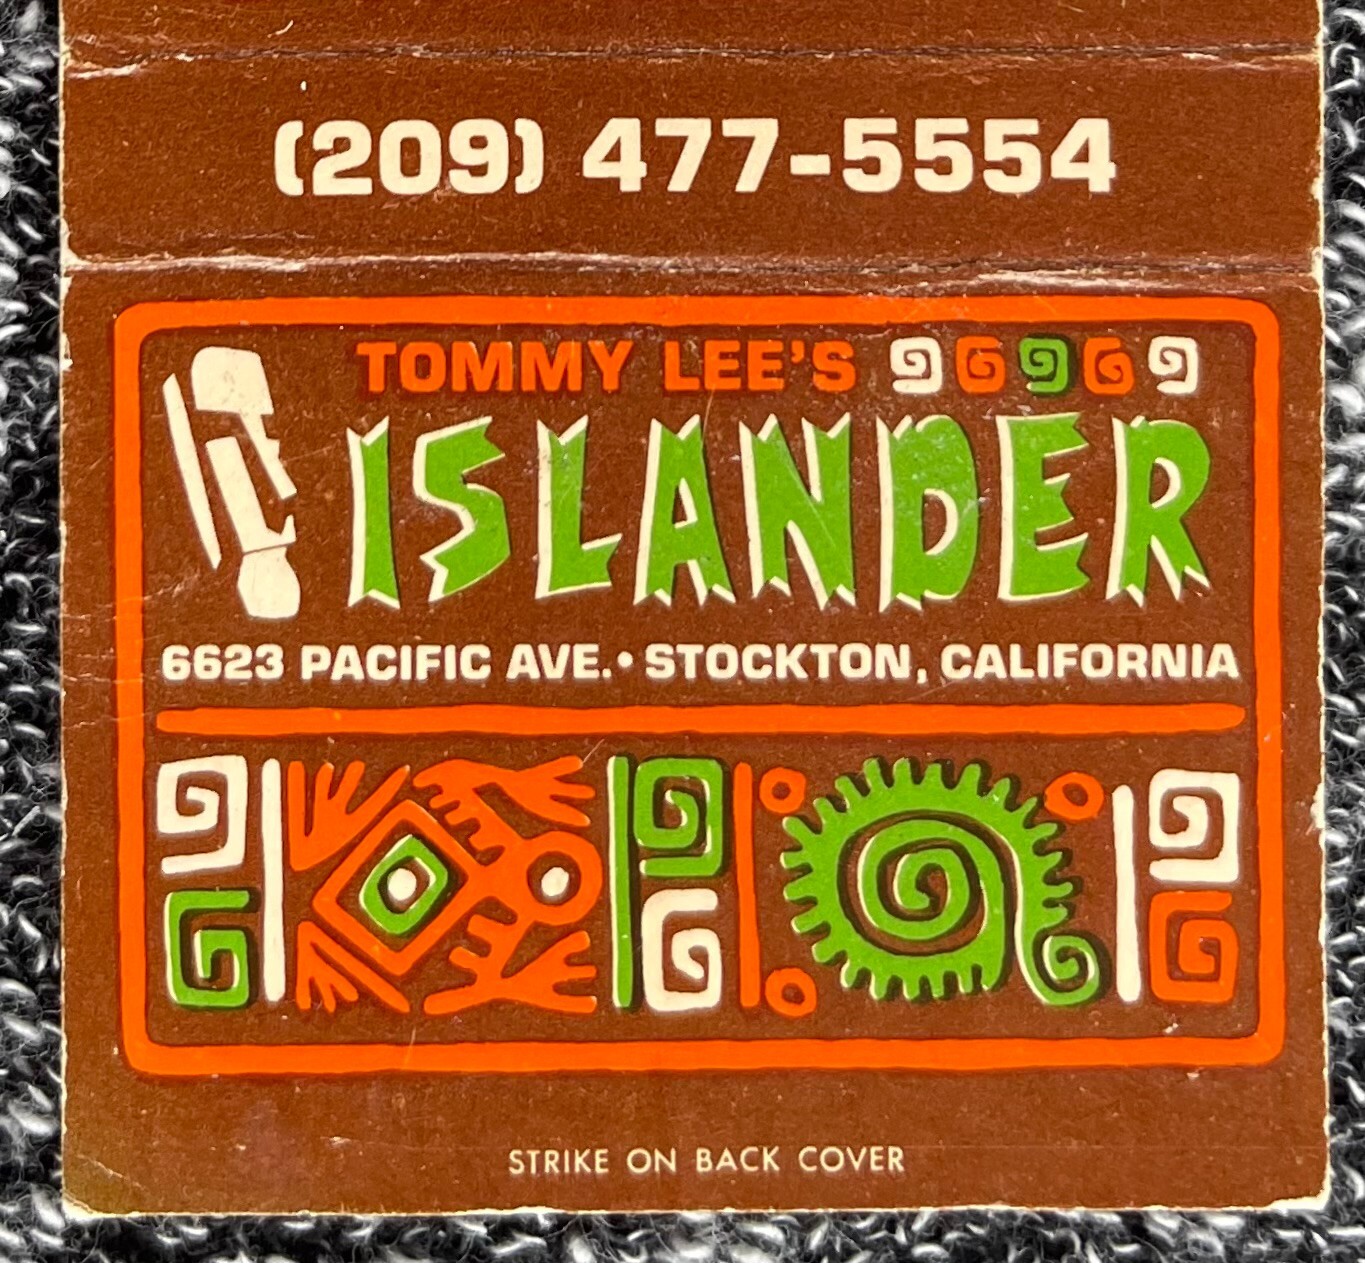 (209) 477-5554
TOMMY LEE'S
ISLANDER
6623 PACIFIC AVE. • STOCKTON, CALIFORNIA
STRIKE ON BACK COVER